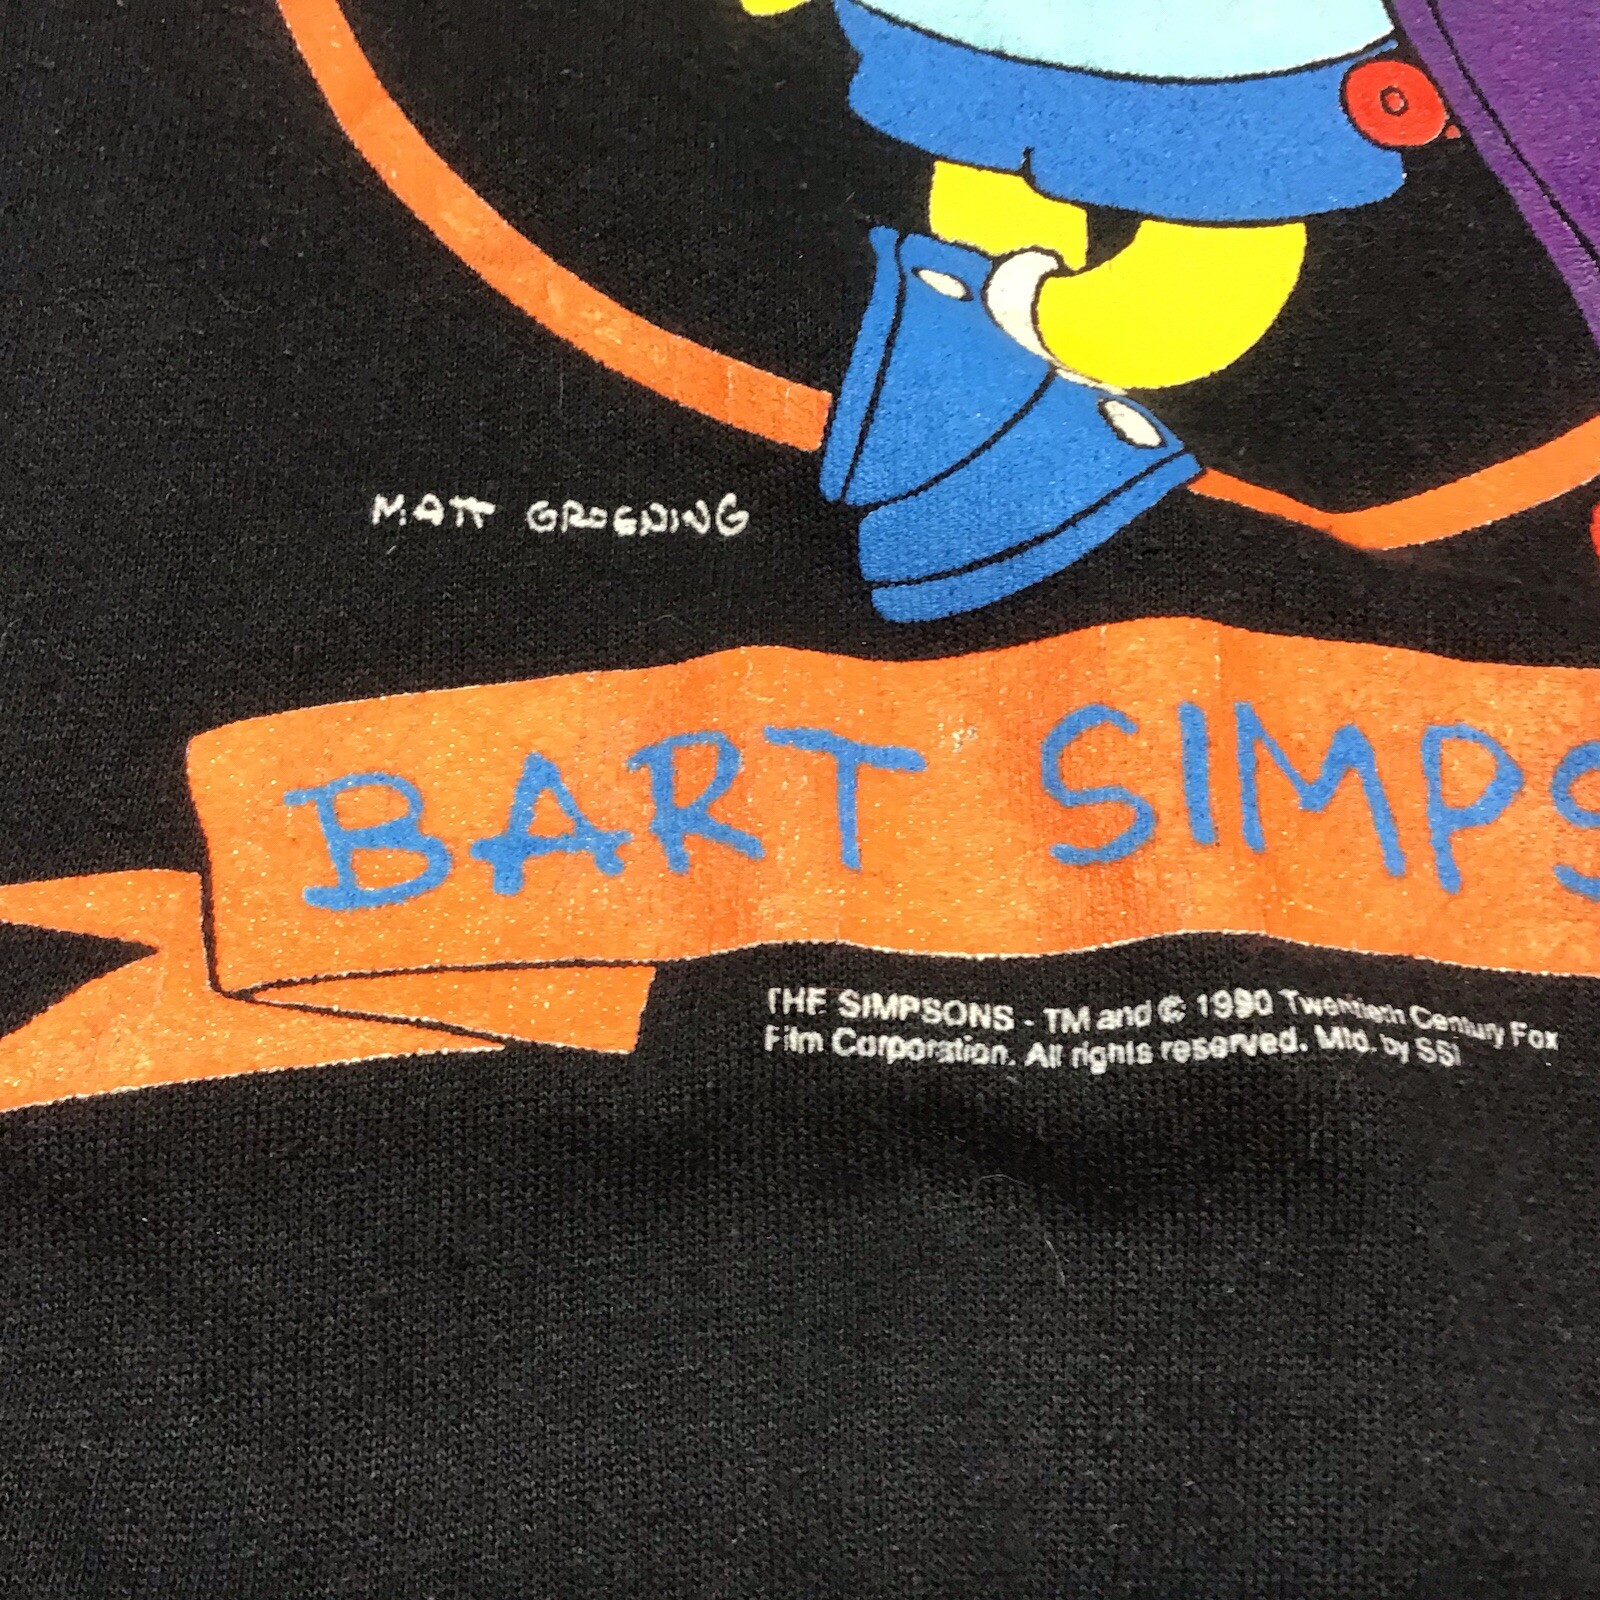 MATT GROENING
BART SIMPS
THE SIMPSONS - TM and © 1990 Twentieth Century Fox
Film Corporation. All rights reserved. Mfd. by SSI